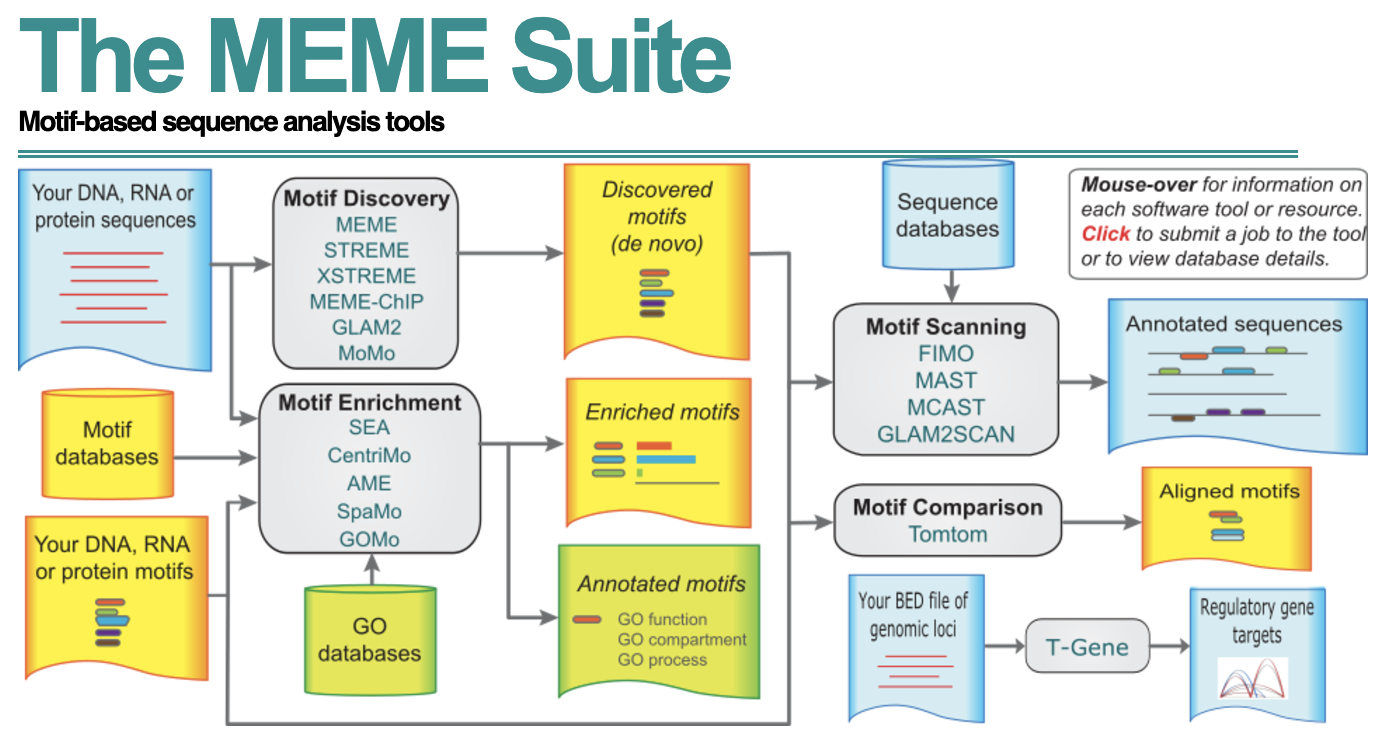 The MEME Suite
Motif-based sequence analysis tools
Your DNA, RNA or
protein sequences
Motif
databases
Your DNA, RNA
or protein motifs
Motif Discovery
MEME
STREME
XSTREME
MEME-ChIP
GLAM2
MoMo
Motif Enrichment
SEA
CentriMo
AME
SpaMo
GOMo
GO
databases
Discovered
motifs
(de novo)
Enriched motifs
Annotated motifs
GO function
GO compartment
GO process
Sequence
databases
Mouse-over for information on
each software tool or resource.
Click to submit a job to the tool
or to view database details.
Motif Scanning
FIMO
MAST
MCAST
GLAM2SCAN
Annotated sequences
Motif Comparison
Tomtom
Aligned motifs
Your BED file of
genomic loci
T-Gene
Regulatory gene
targets